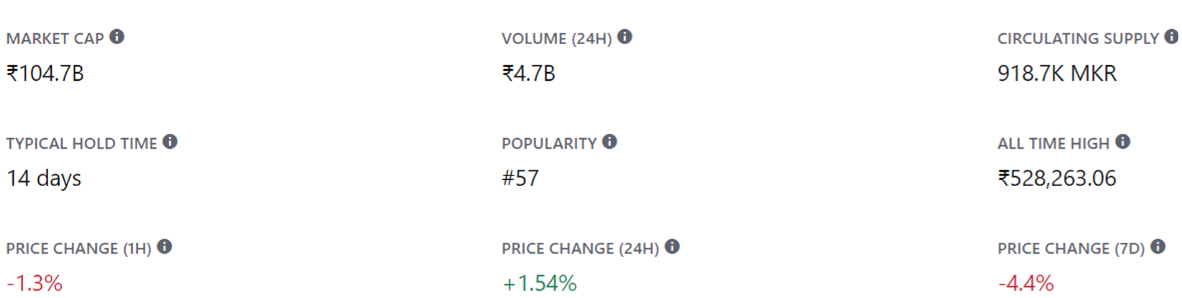 MARKET CAP VOLUME (24H) CIRCULATING SUPPLY
₹104.7B ₹4.7B 918.7K MKR
TYPICAL HOLD TIME POPULARITY ALL TIME HIGH
14 days #57 ₹528,263.06
PRICE CHANGE (1H) PRICE CHANGE (24H) PRICE CHANGE (7D)
-1.3% +1.54% -4.4%